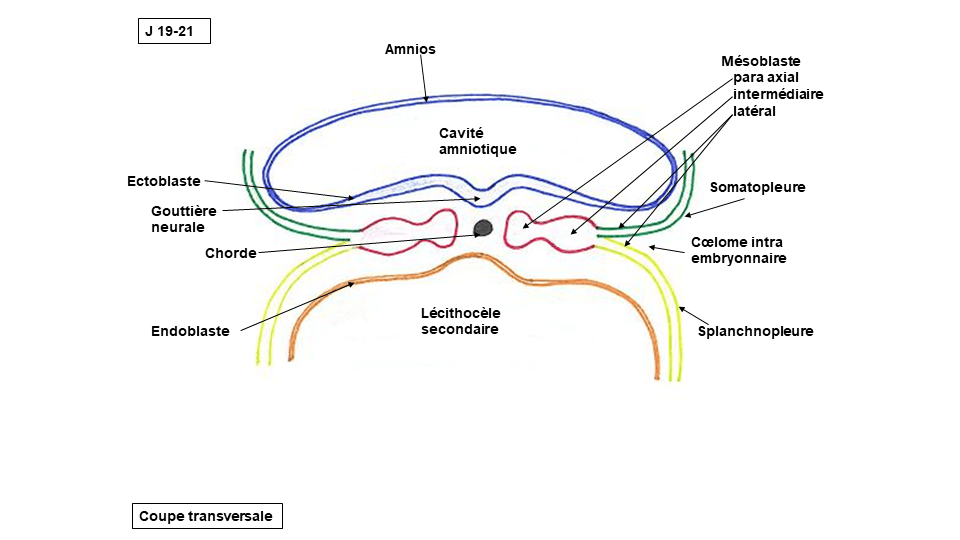 J 19-21
Amnios
Mésoblaste
para axial
intermédiaire
latéral
Cavité
amniotique
Ectoblaste
Somatopleure
Gouttière
neurale
Chorde
Cœlome intra
embryonnaire
Lécithocèle
secondaire
Endoblaste
Splanchnopleure
Coupe transversale